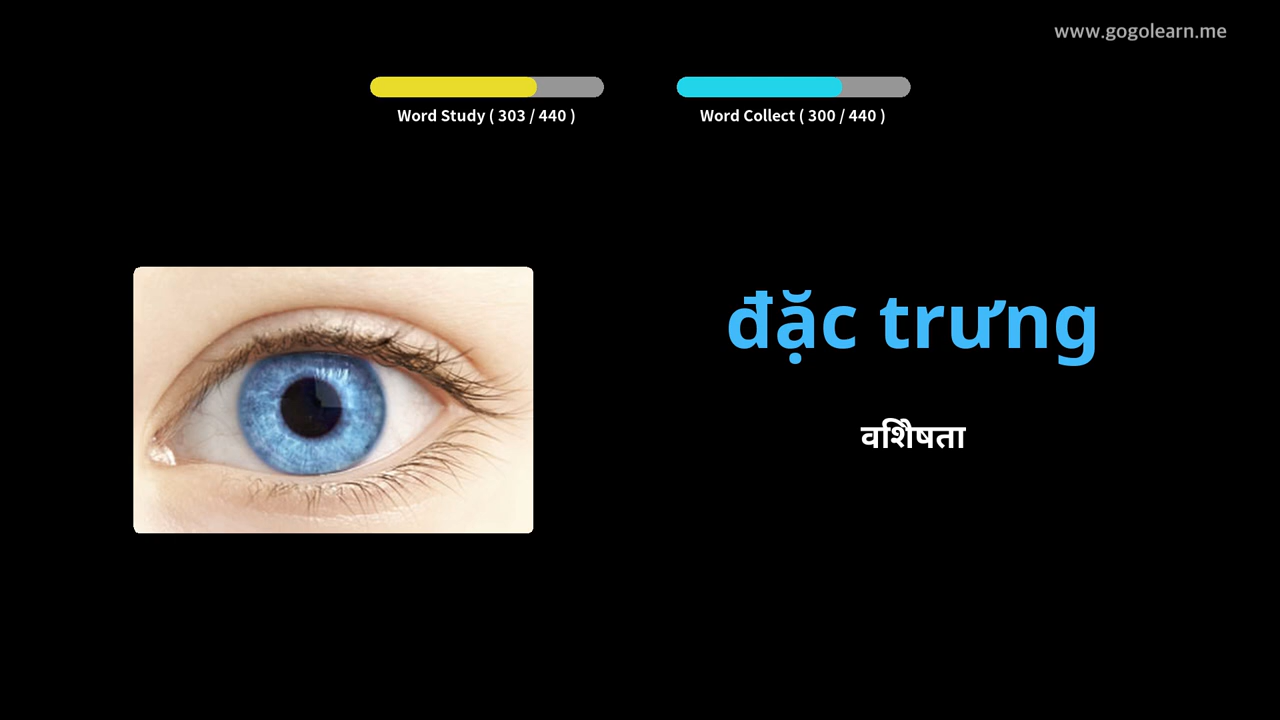 www.gogolearn.me
Word Study ( 303 / 440 )
Word Collect ( 300 / 440 )
đặc trưng
विशेषता